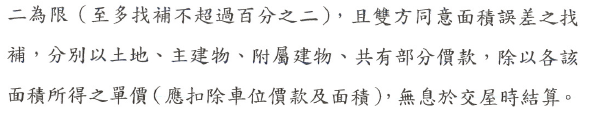 二為限（至多找補不超過百分之二），且雙方同意面積誤差之找
補，分別以土地、主建物、附屬建物、共有部分價款，除以各該
面積所得之單價（應扣除車位價款及面積），無息於交屋時結算。